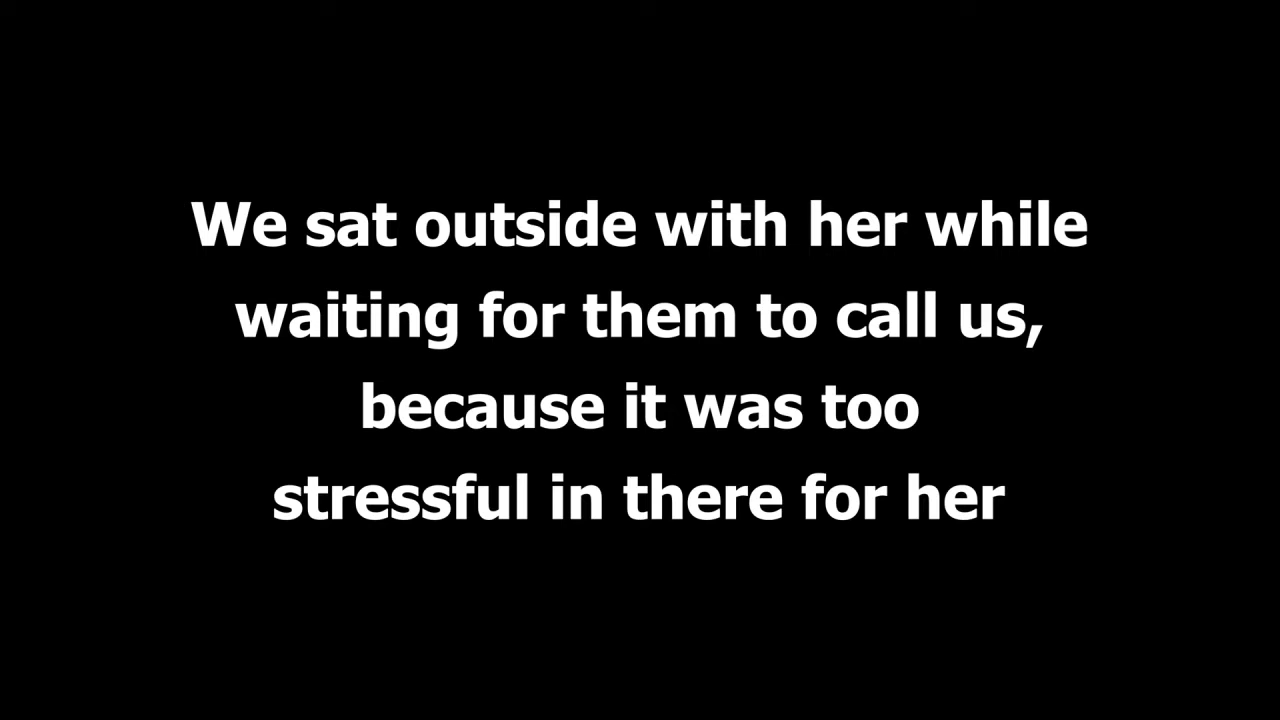 We sat outside with her while
waiting for them to call us,
because it was too
stressful in there for her